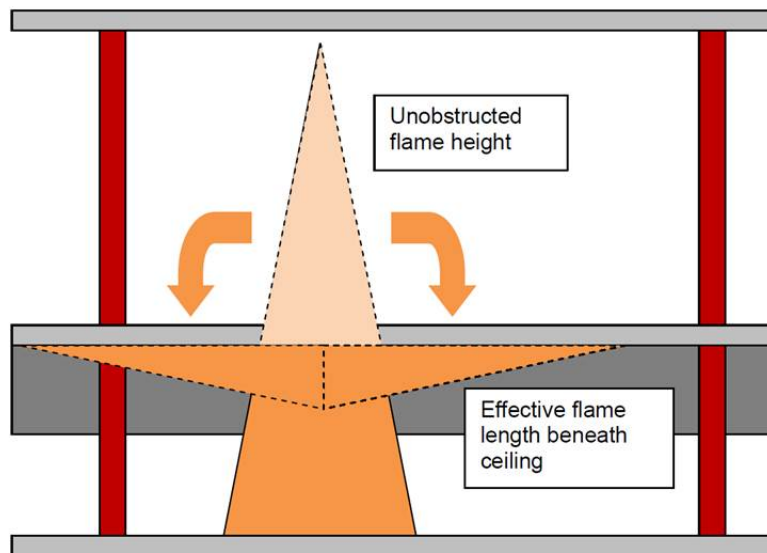 Unobstructed
flame height
Effective flame
length beneath
ceiling